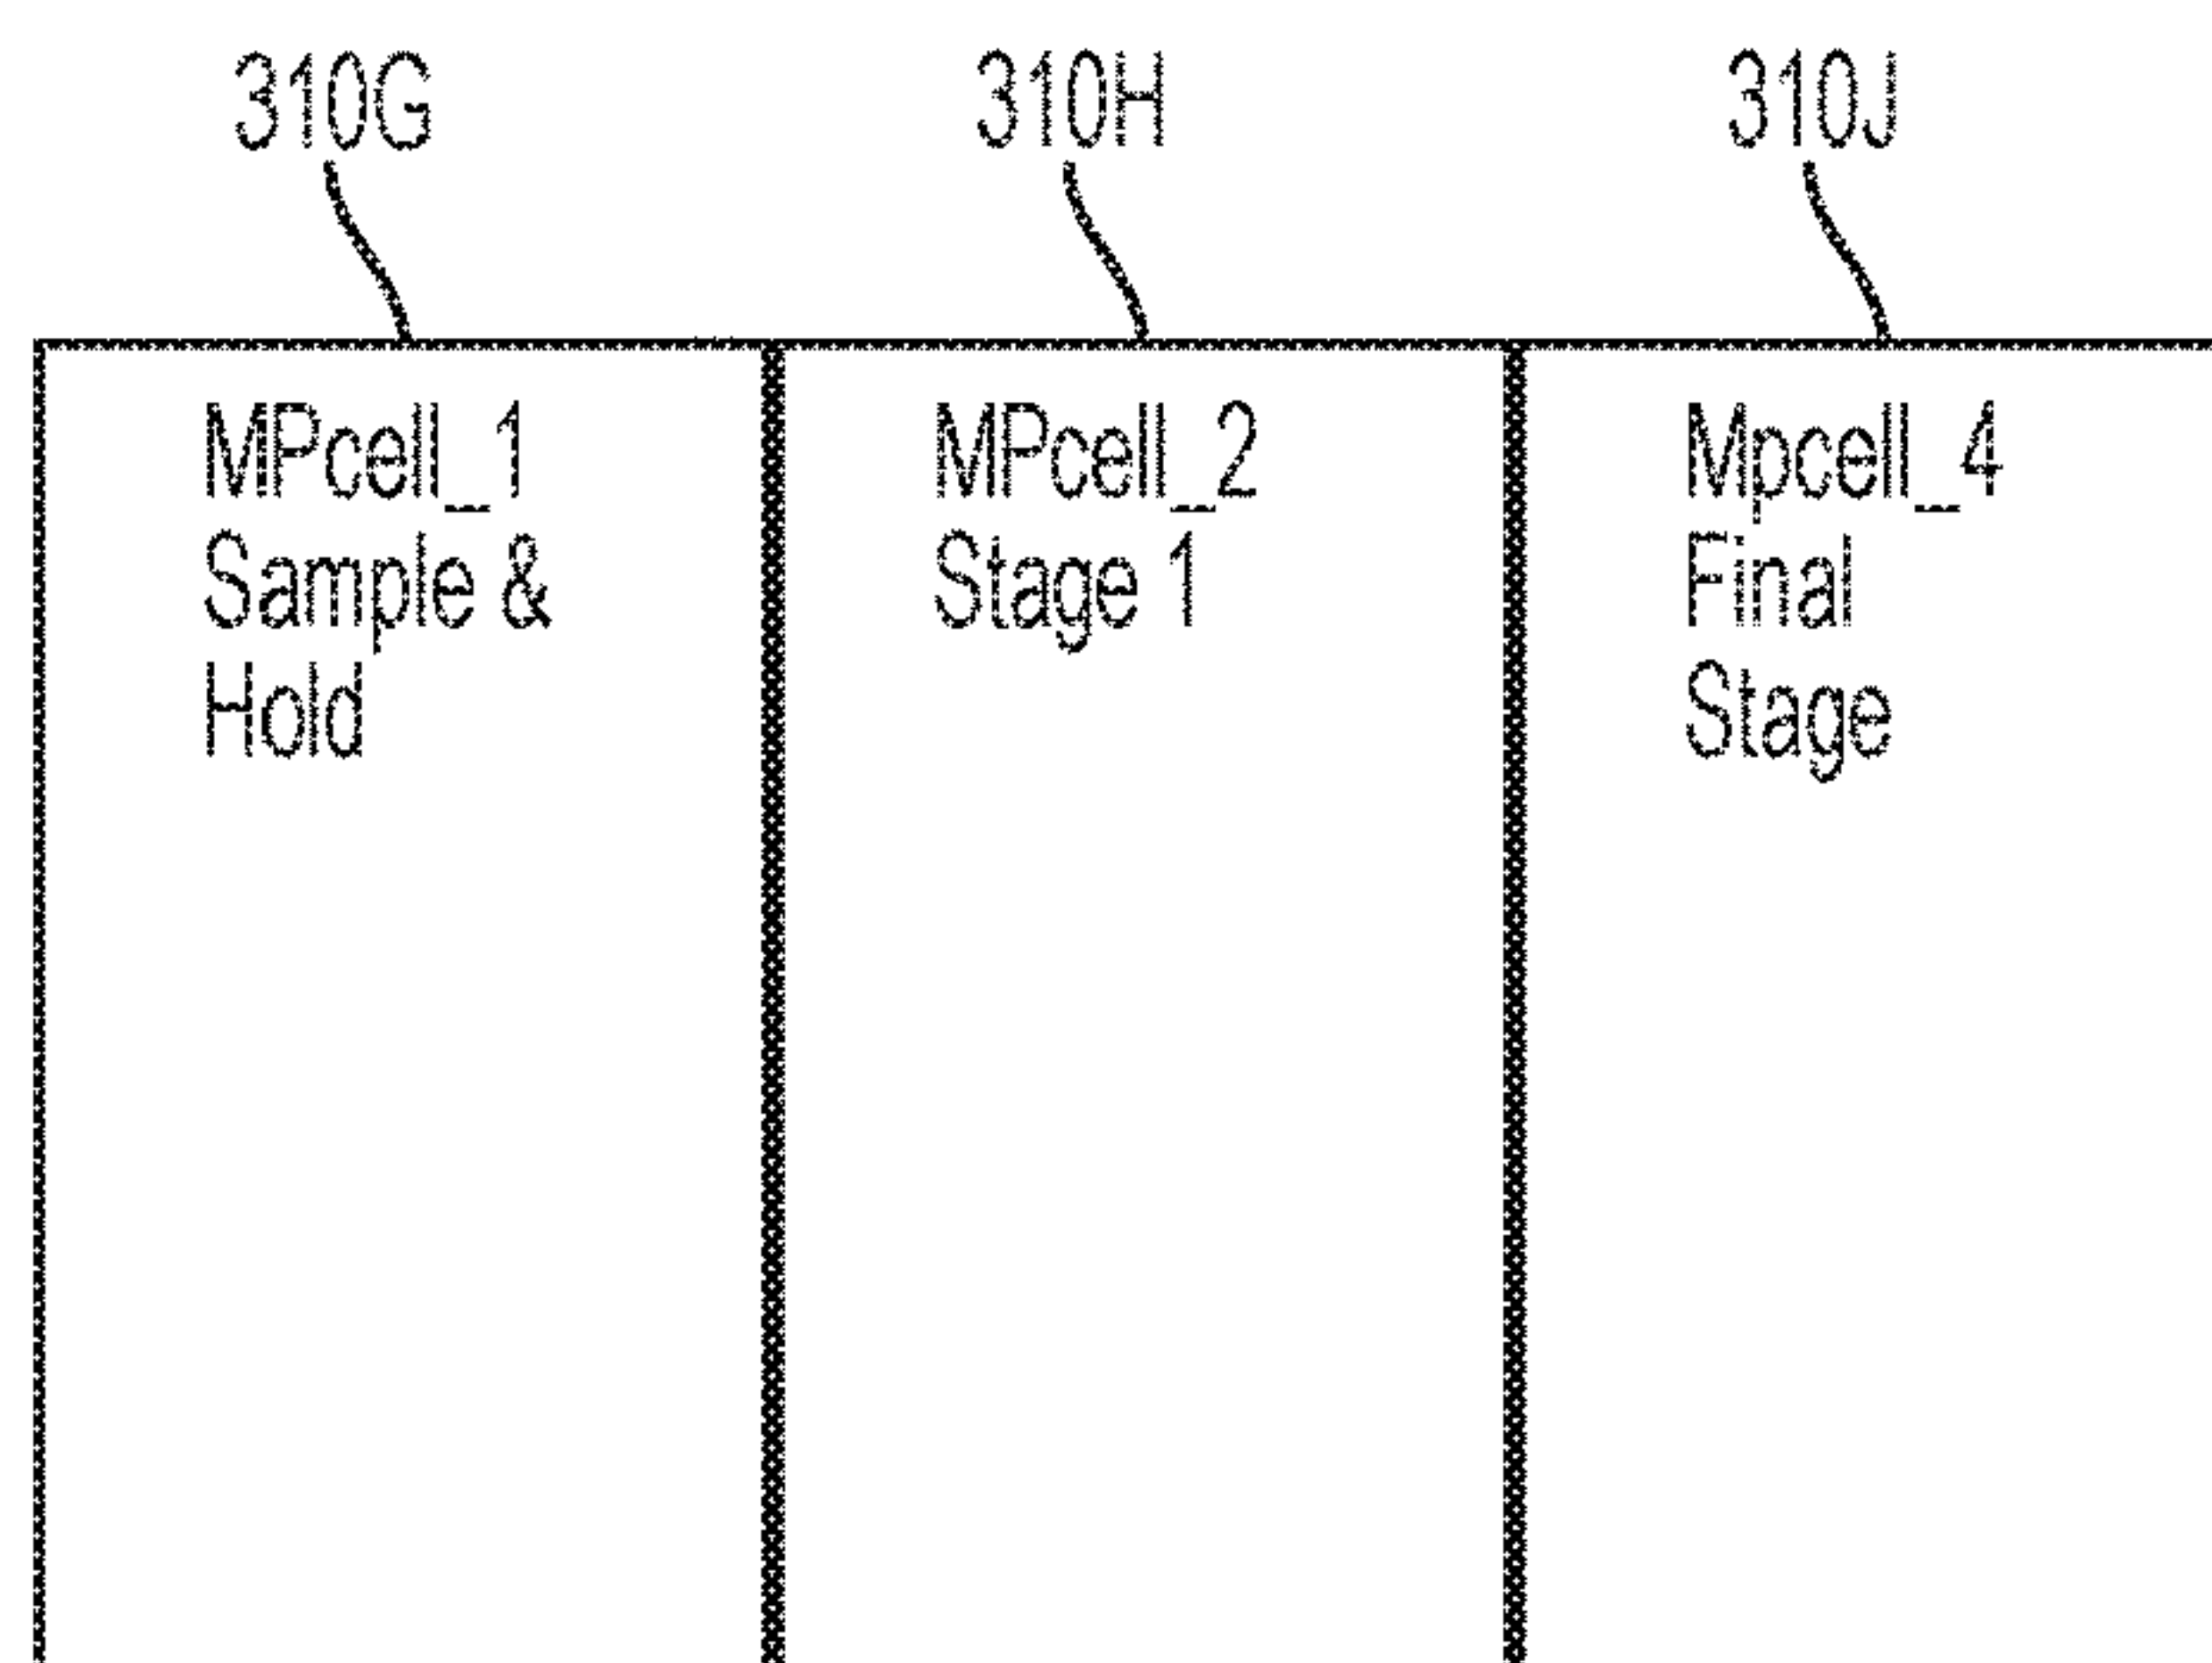 310G
310H
310J
MPcell_1
Sample &
Hold
MPcell_2
Stage 1
Mpcell_4
Final
Stage